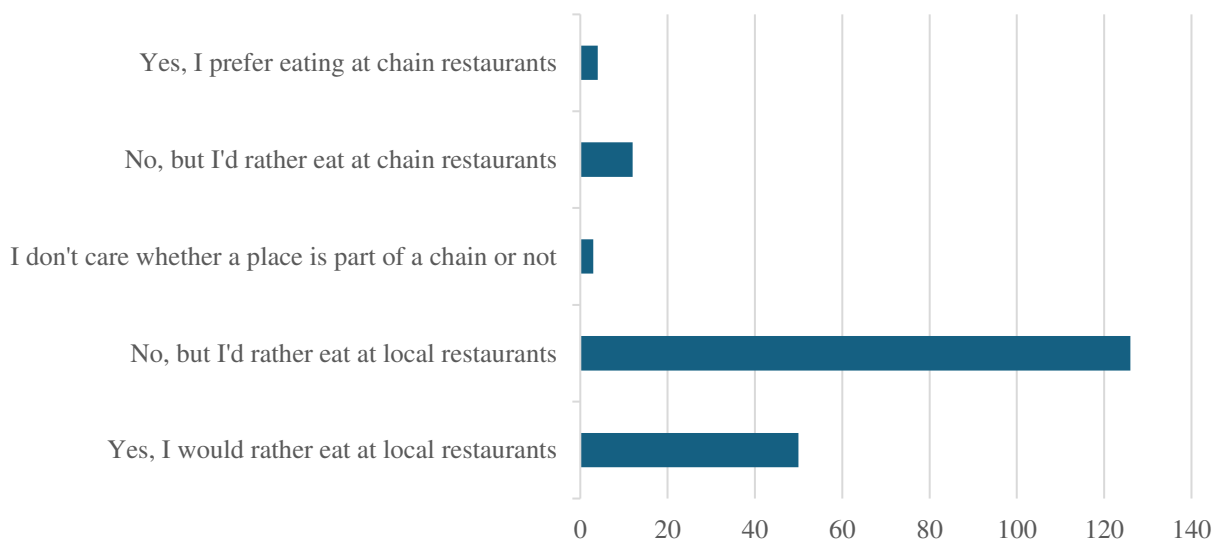 Yes, I prefer eating at chain restaurants
No, but I'd rather eat at chain restaurants
I don't care whether a place is part of a chain or not
No, but I'd rather eat at local restaurants
Yes, I would rather eat at local restaurants
0 20 40 60 80 100 120 140